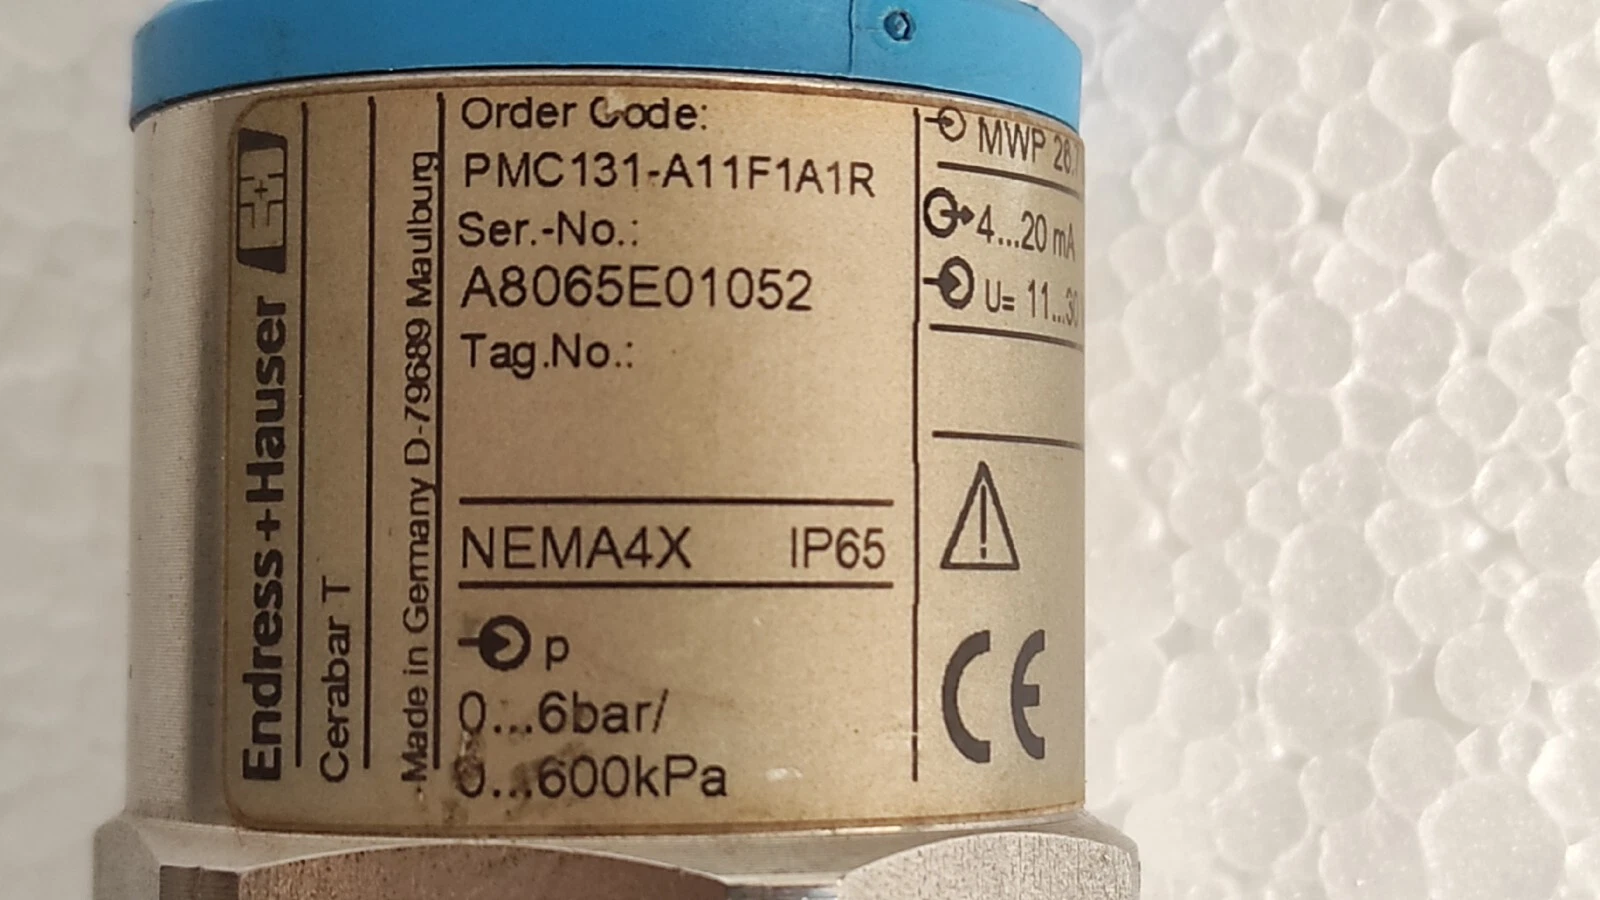 Endress+Hauser
Cerabar T
Made in Germany D-79689 Maulburg
Order Code:
PMC131-A11F1A1R
Ser.-No.:
A8065E01052
Tag.No.:
NEMA4X IP65
p
0...6bar/
0...600kPa
MWP
4...20 mA
U= 11...30
CE